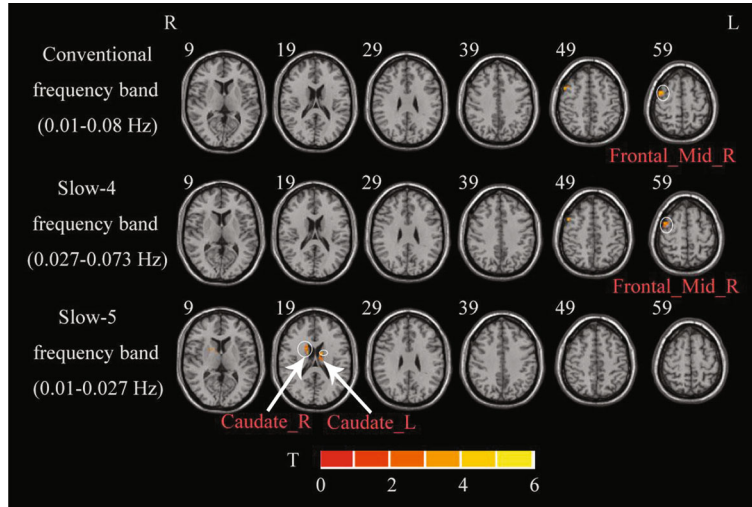 R L
Conventional
frequency band
(0.01-0.08 Hz)
9 19 29 39 49 59
Frontal_Mid_R
Slow-4
frequency band
(0.027-0.073 Hz)
9 19 29 39 49 59
Frontal_Mid_R
Slow-5
frequency band
(0.01-0.027 Hz)
9 19 29 39 49 59
Caudate_R Caudate_L
T
0 2 4 6